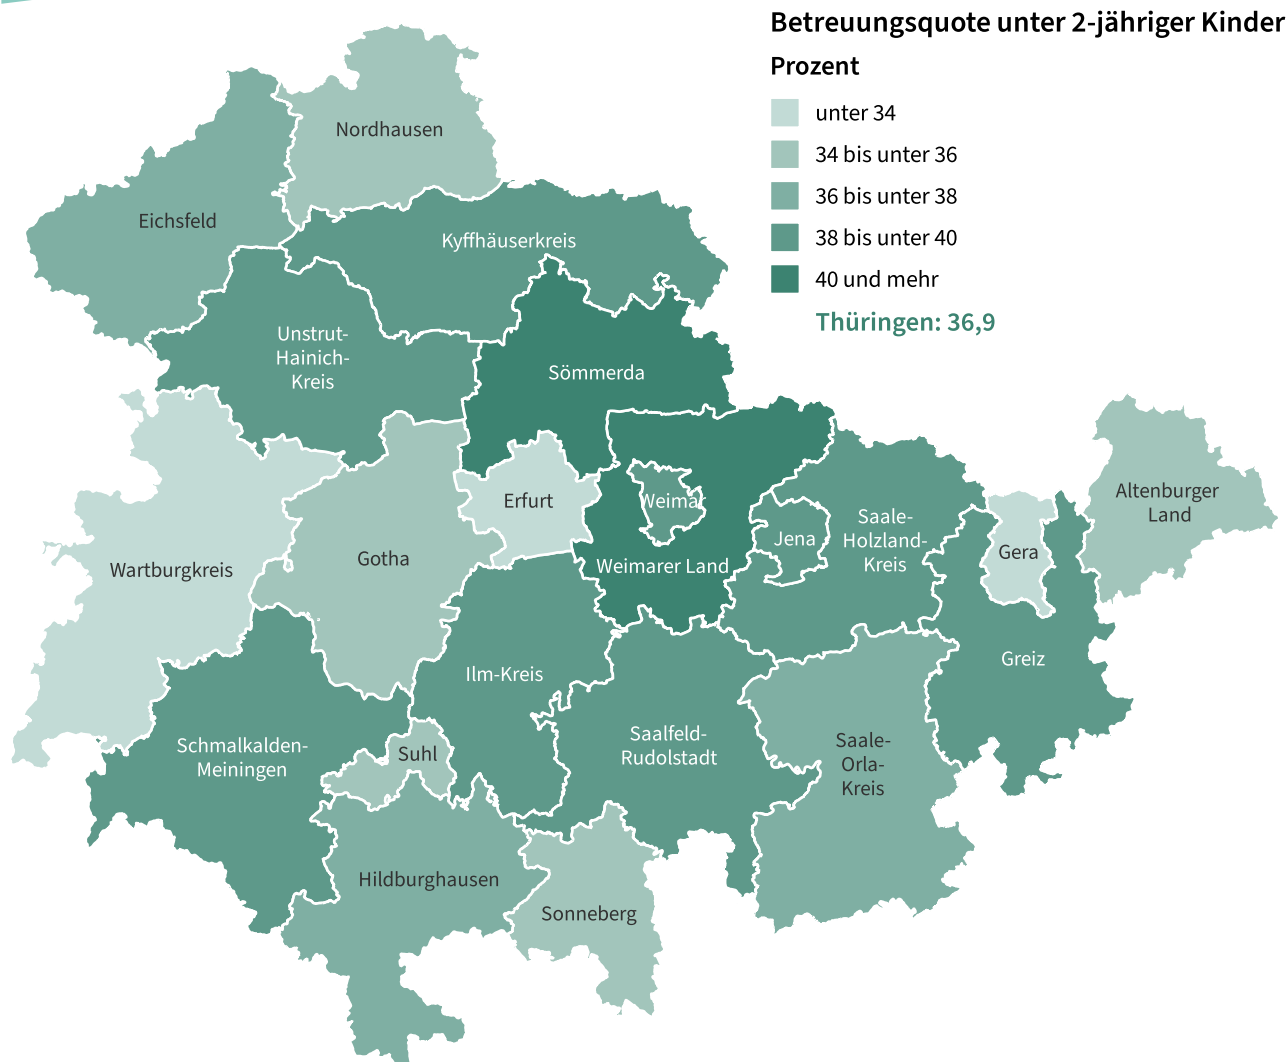 Betreuungsquote unter 2-jähriger Kinder
Prozent
unter 34
34 bis unter 36
36 bis unter 38
38 bis unter 40
40 und mehr
Thüringen: 36,9
Nordhausen
Eichsfeld
Kyffhäuserkreis
Unstrut-
Hainich-
Kreis
Sömmerda
Erfurt
Weimar
Altenburger
Land
Saale-
Holzland-
Kreis
Jena
Gera
Gotha
Wartburgkreis
Weimarer Land
Greiz
Ilm-Kreis
Schmalkalden-
Meiningen
Suhl
Saalfeld-
Rudolstadt
Saale-
Orla-
Kreis
Hildburghausen
Sonneberg